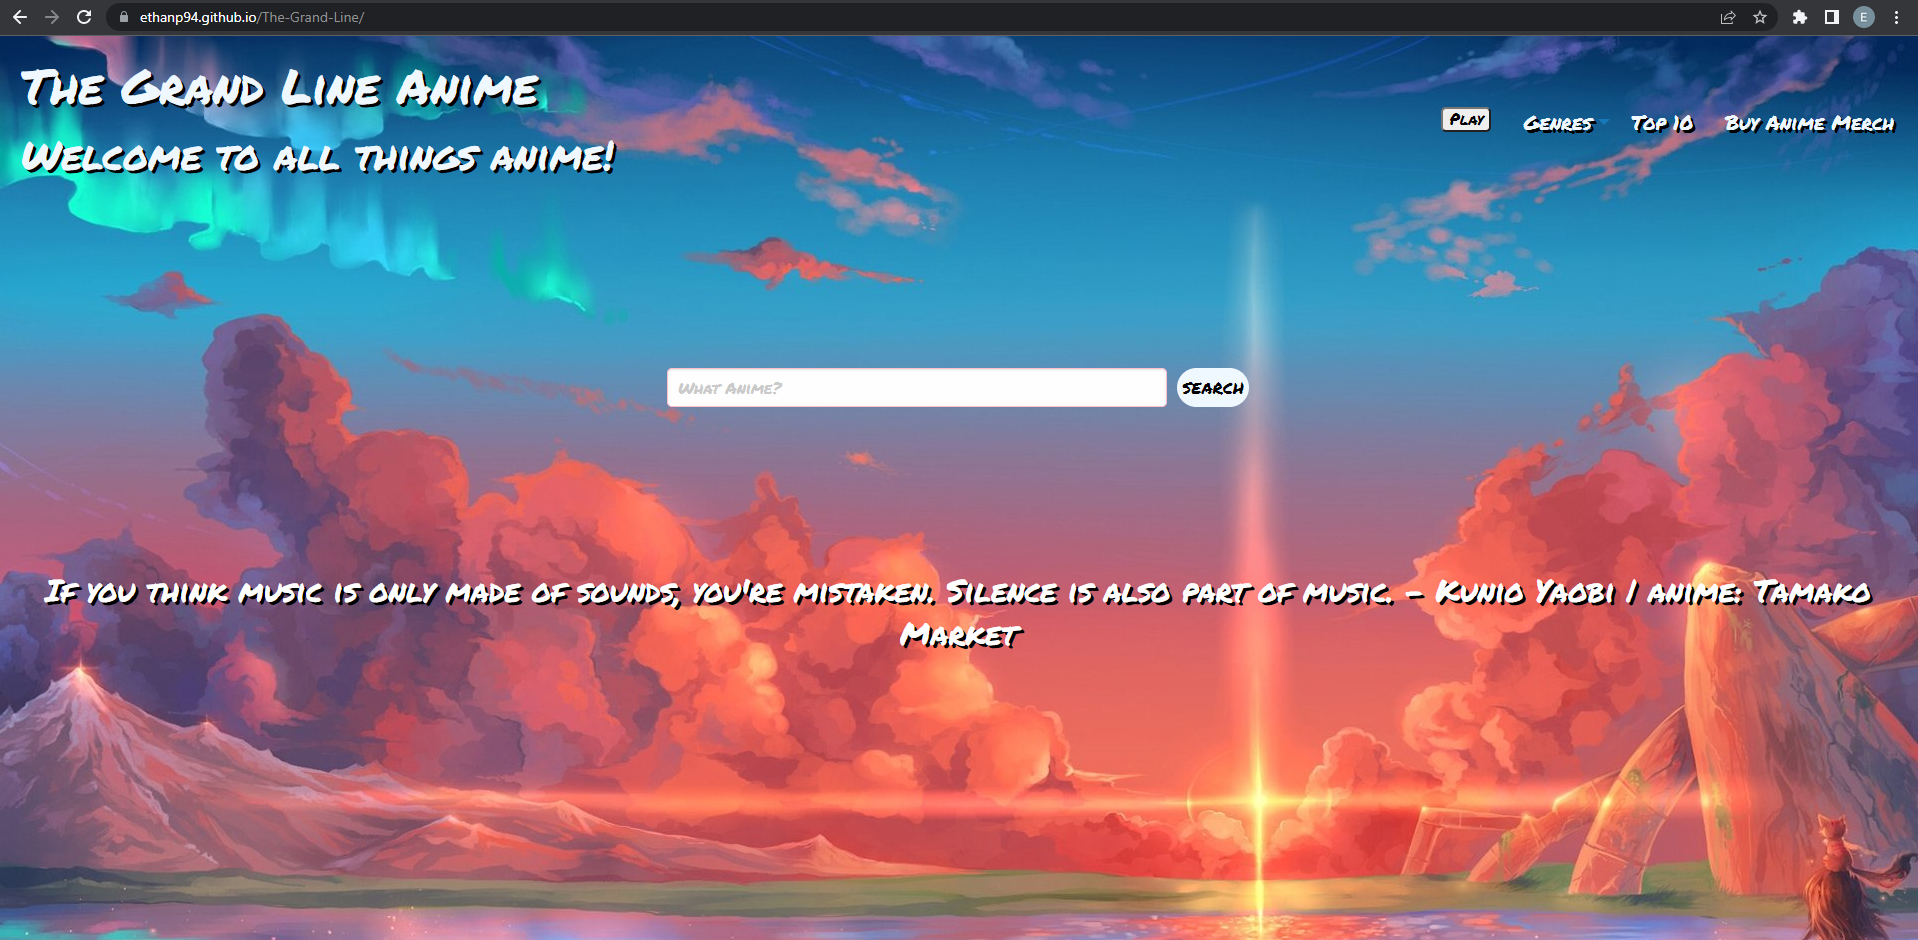 ethanp94.github.io/The-Grand-Line/
E
The Grand Line Anime
Welcome to all things anime!
Play
Genres
Top 10
Buy Anime Merch
What Anime?
search
If you think music is only made of sounds, you're mistaken. Silence is also part of music. - Kunio Yaobi | anime: Tamako
Market